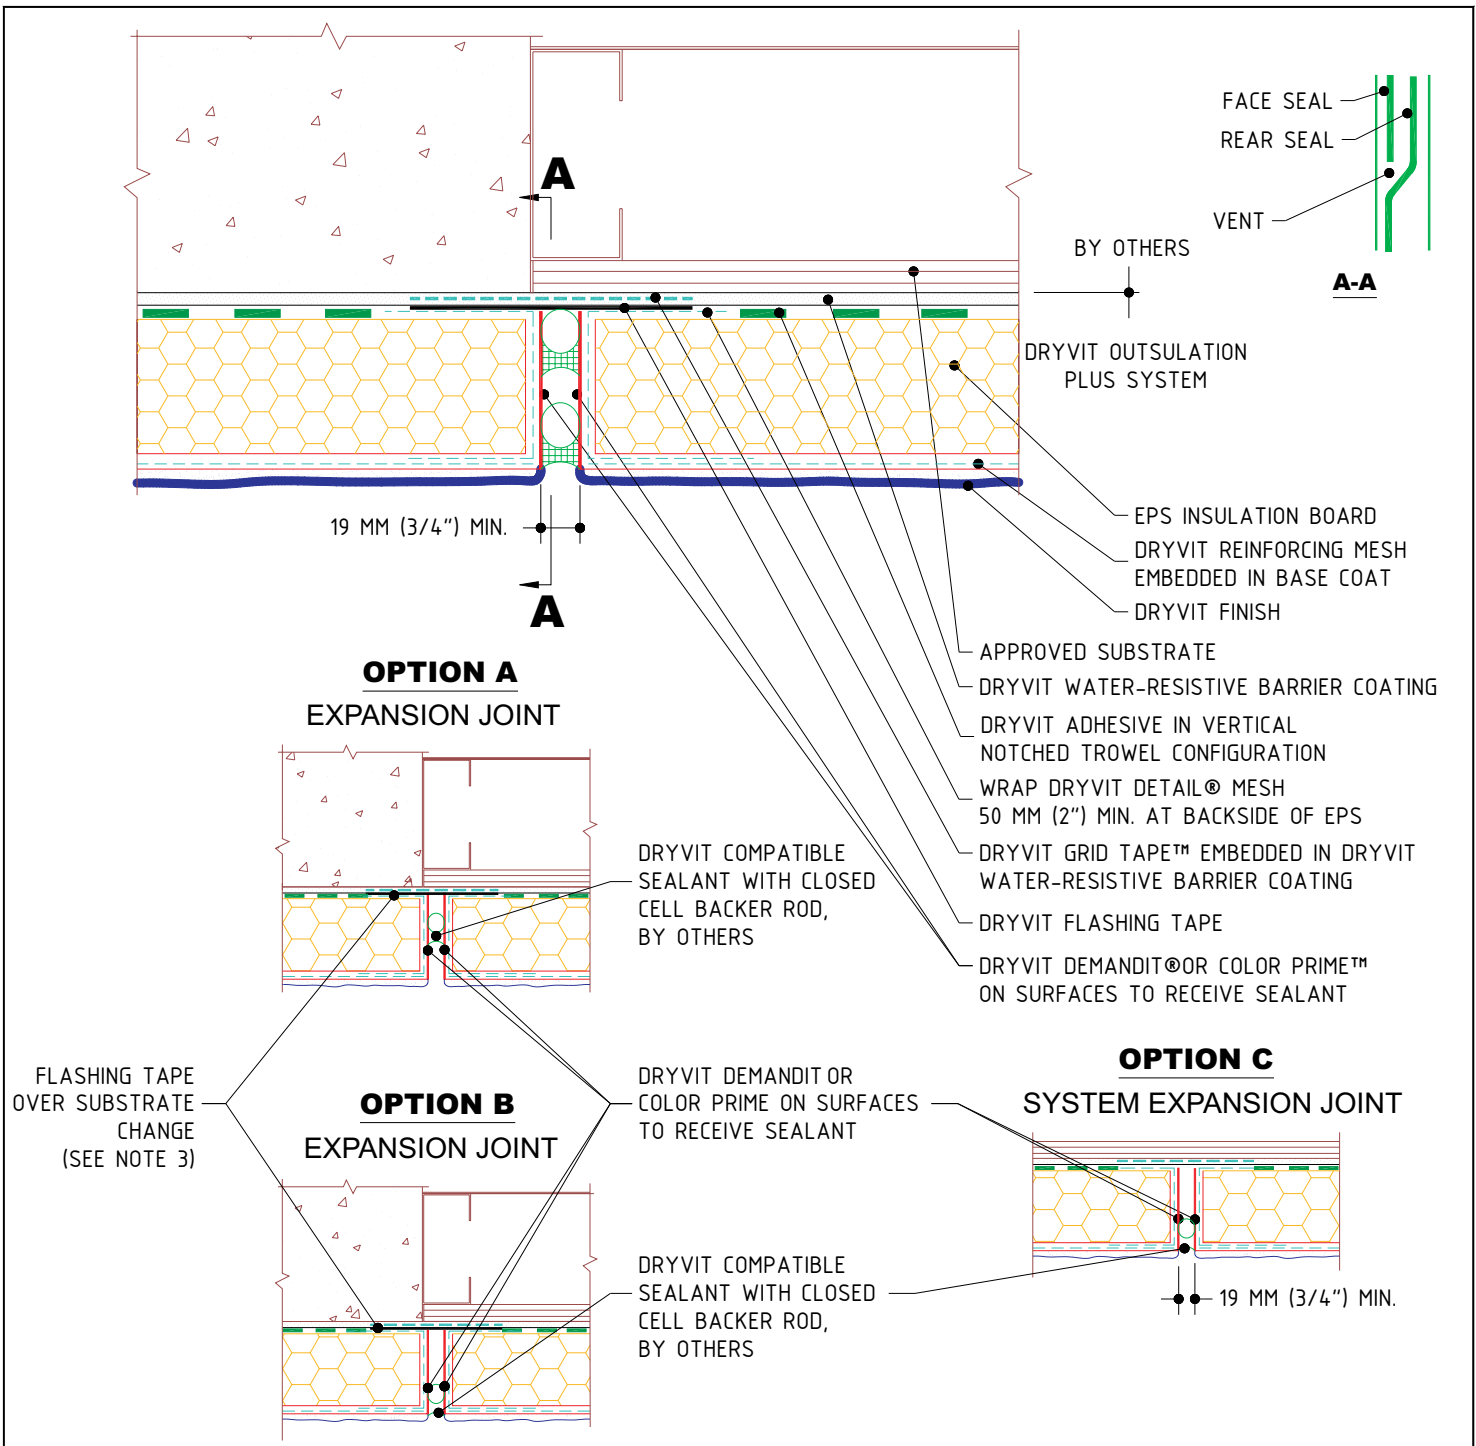 FACE SEAL
REAR SEAL
VENT
A-A
A
BY OTHERS
DRYVIT OUTSULATION
PLUS SYSTEM
19 MM (3/4") MIN.
A
EPS INSULATION BOARD
DRYVIT REINFORCING MESH
EMBEDDED IN BASE COAT
DRYVIT FINISH
APPROVED SUBSTRATE
DRYVIT WATER-RESISTIVE BARRIER COATING
DRYVIT ADHESIVE IN VERTICAL
NOTCHED TROWEL CONFIGURATION
WRAP DRYVIT DETAIL® MESH
50 MM (2") MIN. AT BACKSIDE OF EPS
DRYVIT GRID TAPE™ EMBEDDED IN DRYVIT
WATER-RESISTIVE BARRIER COATING
DRYVIT FLASHING TAPE
DRYVIT DEMANDIT®OR COLOR PRIME™
ON SURFACES TO RECEIVE SEALANT
OPTION A
EXPANSION JOINT
DRYVIT COMPATIBLE
SEALANT WITH CLOSED
CELL BACKER ROD,
BY OTHERS
FLASHING TAPE
OVER SUBSTRATE
CHANGE
(SEE NOTE 3)
OPTION B
EXPANSION JOINT
DRYVIT DEMANDIT OR
COLOR PRIME ON SURFACES
TO RECEIVE SEALANT
OPTION C
SYSTEM EXPANSION JOINT
DRYVIT COMPATIBLE
SEALANT WITH CLOSED
CELL BACKER ROD,
BY OTHERS
19 MM (3/4") MIN.